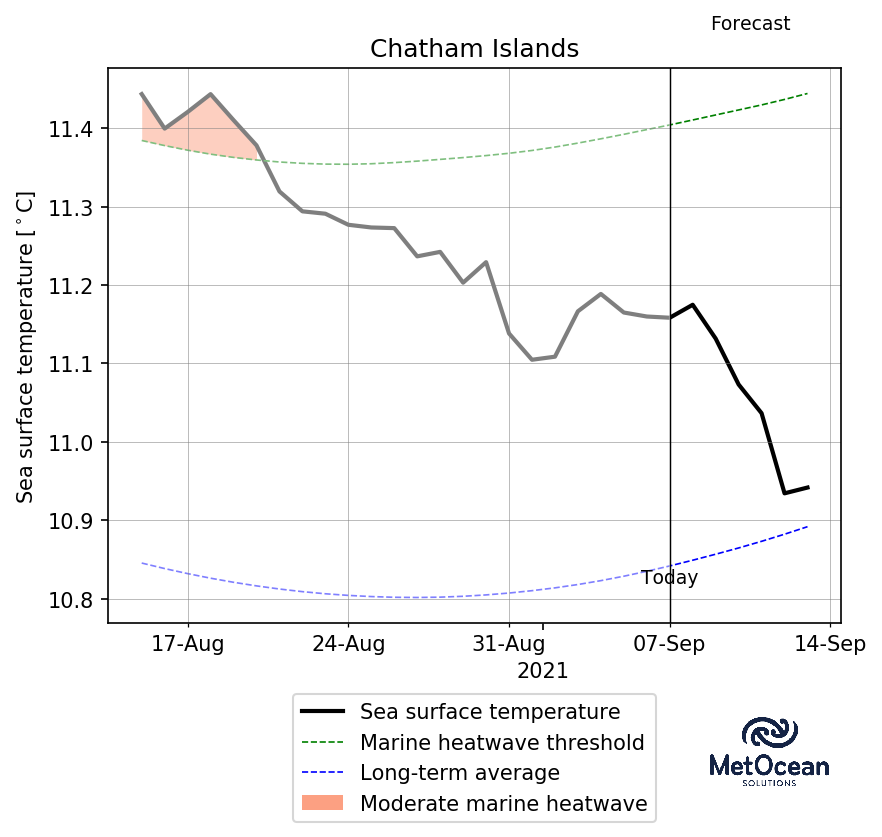 Forecast
Chatham Islands
Sea surface temperature [°C]
11.4
11.3
11.2
11.1
11.0
10.9
10.8
Today
17-Aug 24-Aug 31-Aug 07-Sep 14-Sep
2021
Sea surface temperature
Marine heatwave threshold
Long-term average
Moderate marine heatwave
MetOcean
SOLUTIONS